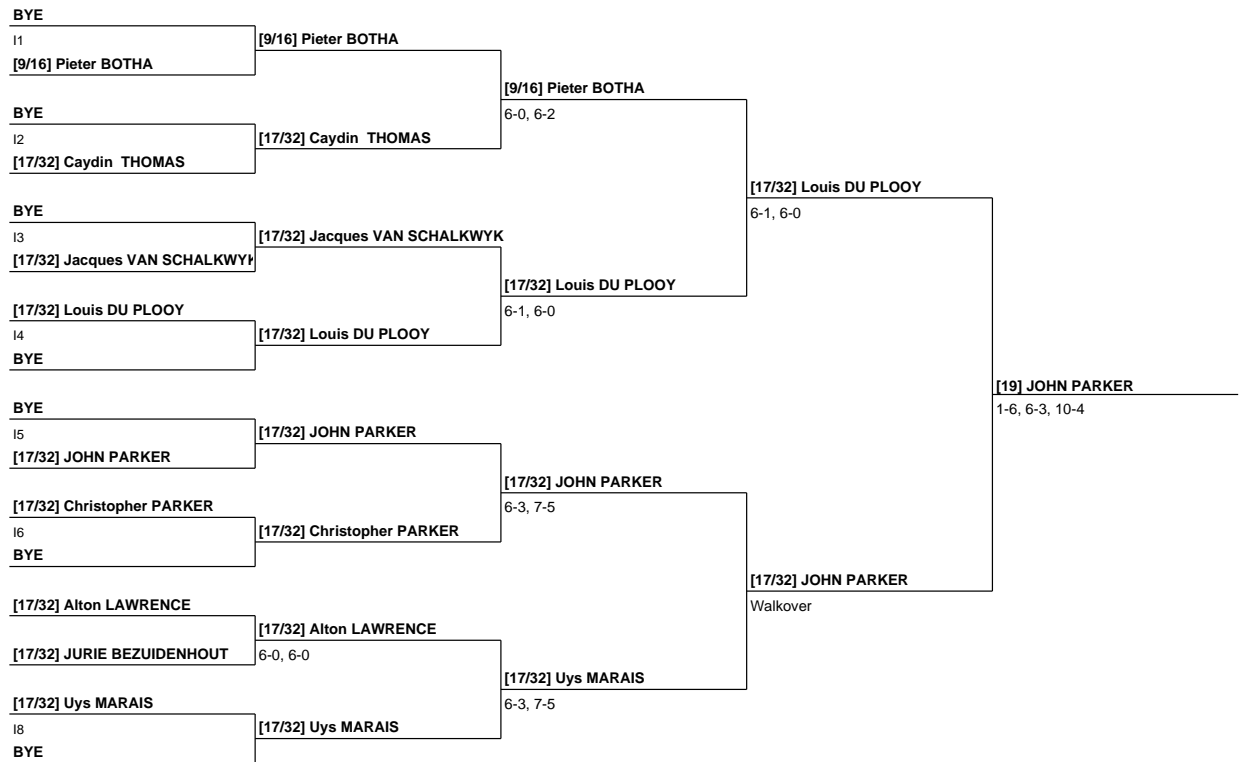 BYE
I1
[9/16] Pieter BOTHA
BYE
I2
[17/32] Caydin  THOMAS
BYE
I3
[17/32] Jacques VAN SCHALKWYK
[17/32] Louis DU PLOOY
I4
BYE
BYE
I5
[17/32] JOHN PARKER
[17/32] Christopher PARKER
I6
BYE
[17/32] Alton LAWRENCE
[17/32] JURIE BEZUIDENHOUT
[17/32] Uys MARAIS
I8
BYE
[9/16] Pieter BOTHA
[17/32] Caydin  THOMAS
[17/32] Jacques VAN SCHALKWYK
[17/32] Louis DU PLOOY
[17/32] JOHN PARKER
[17/32] Christopher PARKER
[17/32] Alton LAWRENCE
6-0, 6-0
[17/32] Uys MARAIS
[9/16] Pieter BOTHA
6-0, 6-2
[17/32] Louis DU PLOOY
6-1, 6-0
[17/32] JOHN PARKER
6-3, 7-5
[17/32] Uys MARAIS
6-3, 7-5
[17/32] Louis DU PLOOY
6-1, 6-0
[17/32] JOHN PARKER
Walkover
[19] JOHN PARKER
1-6, 6-3, 10-4